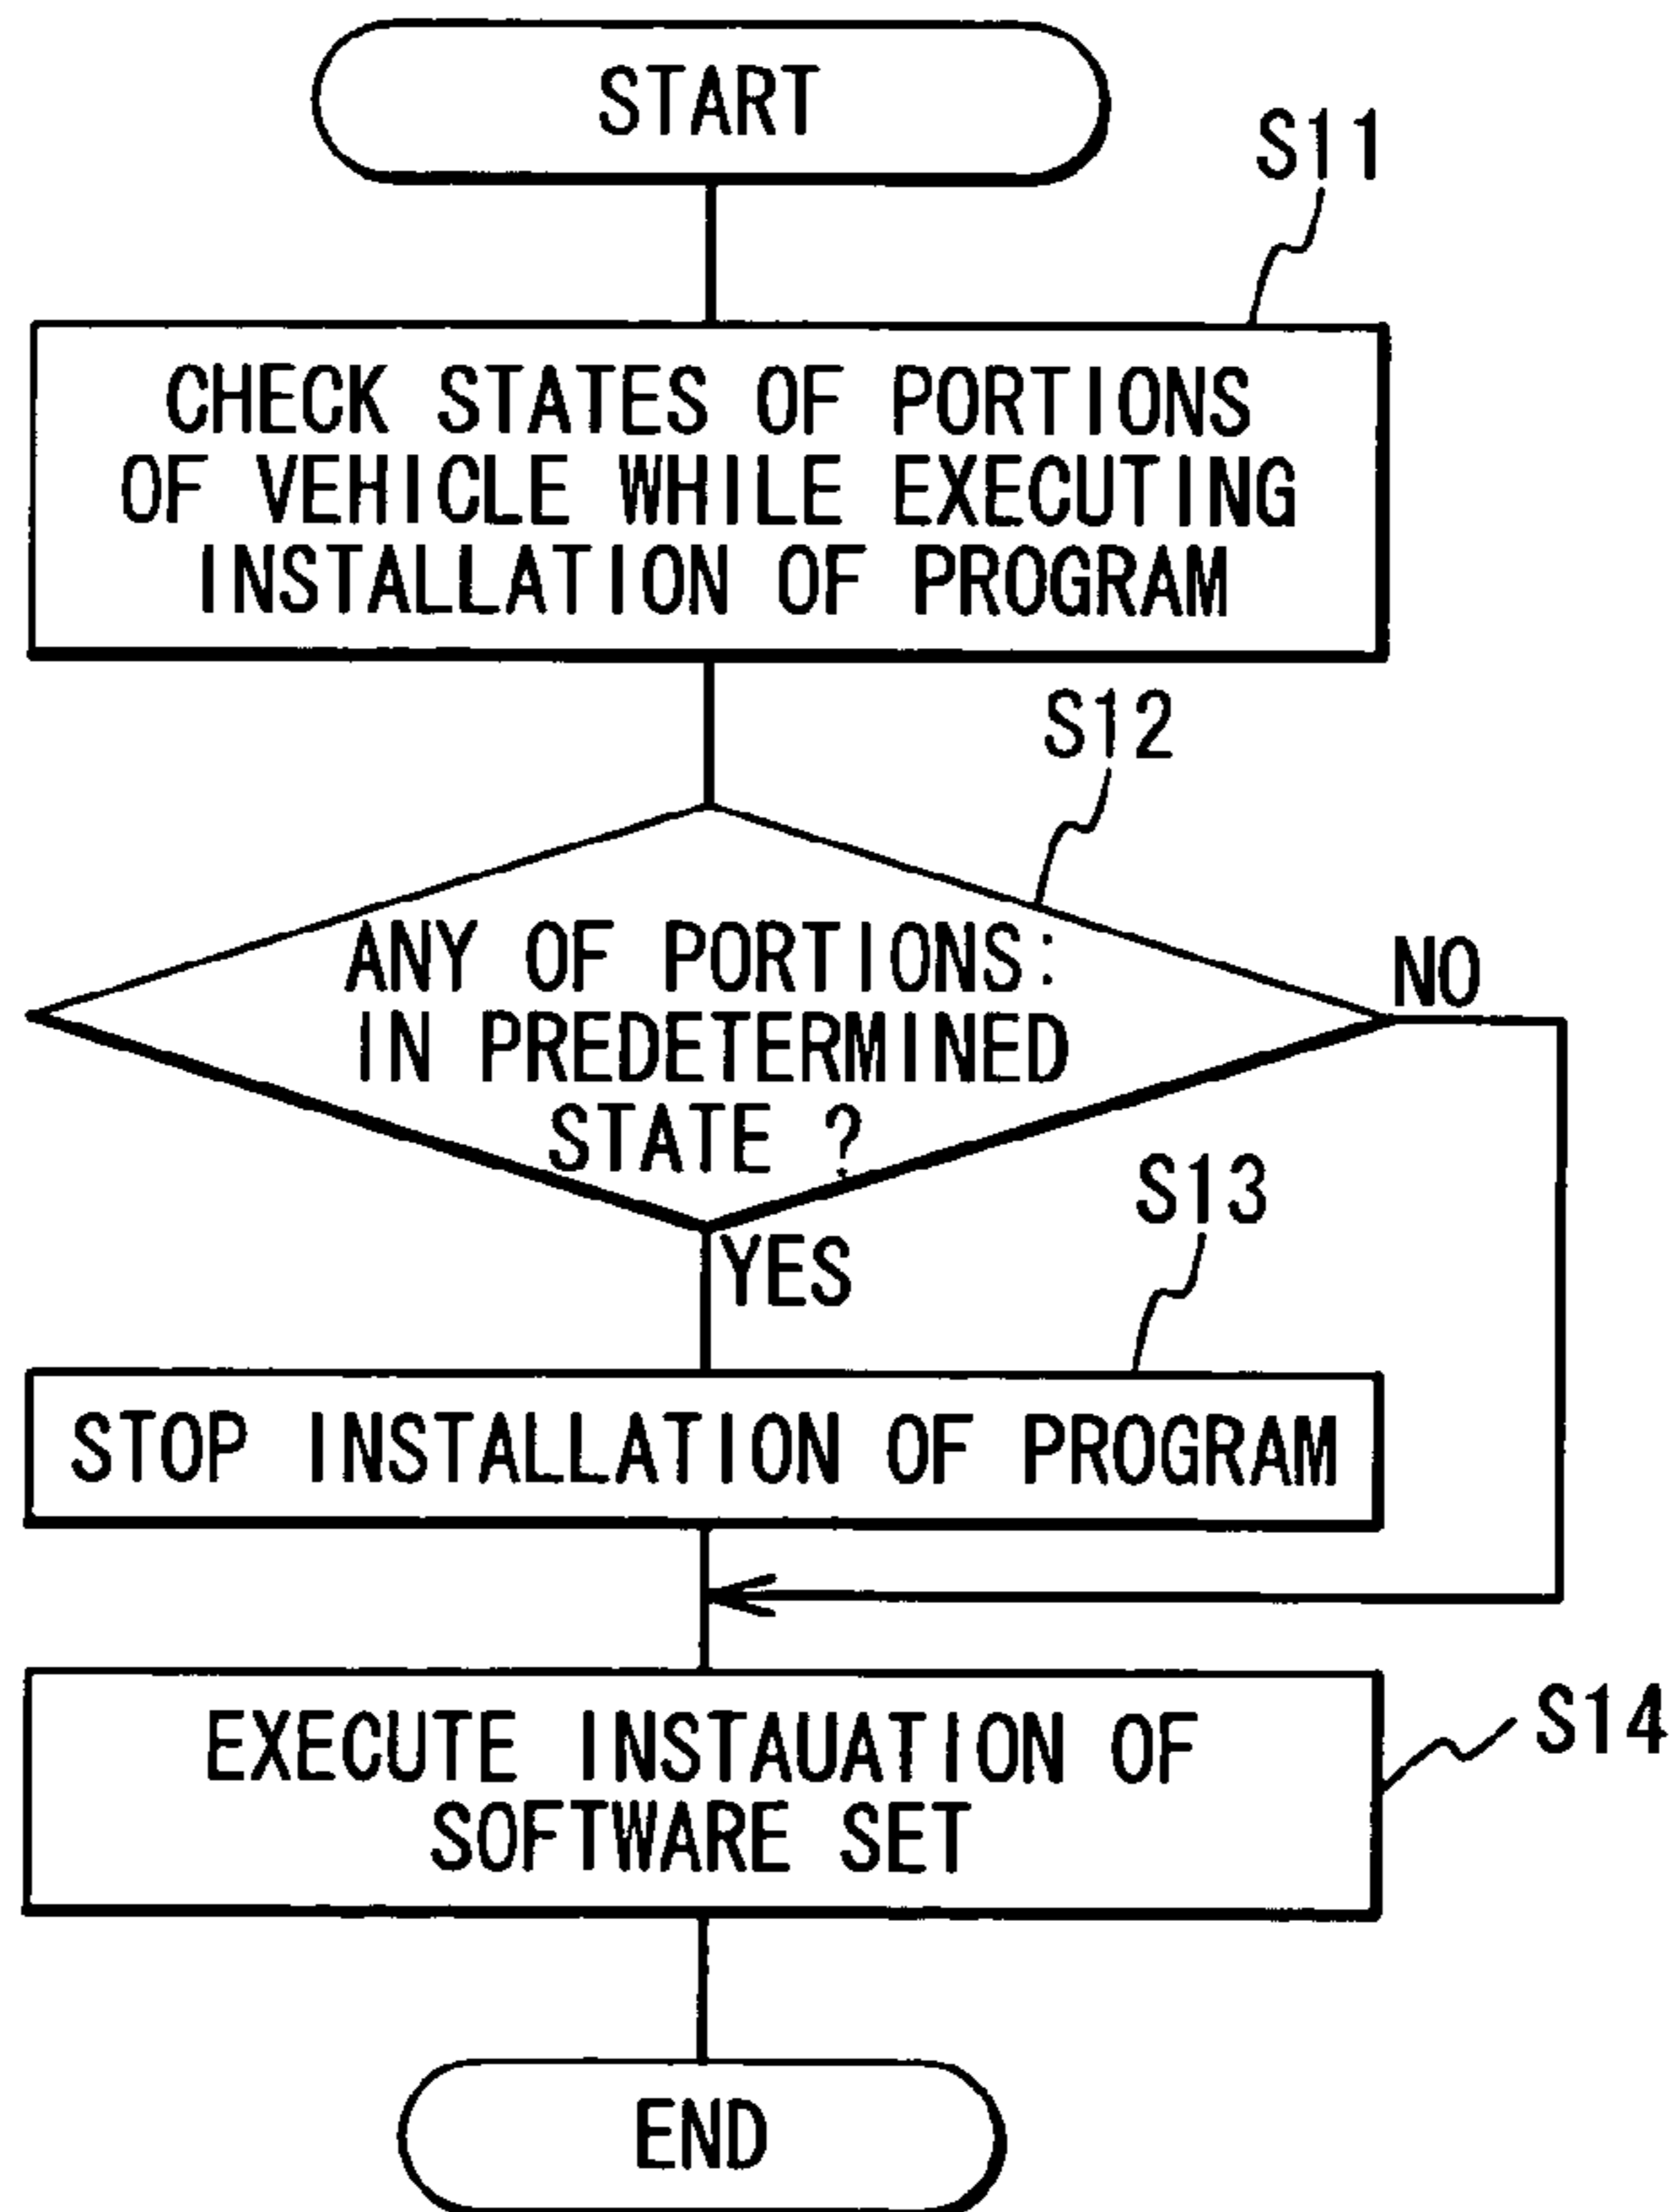 START
S11
CHECK STATES OF PORTIONS
OF VEHICLE WHILE EXECUTING
INSTALLATION OF PROGRAM
S12
ANY OF PORTIONS:
IN PREDETERMINED
STATE ?
NO
YES
S13
STOP INSTALLATION OF PROGRAM
EXECUTE INSTAUATION OF
SOFTWARE SET
S14
END